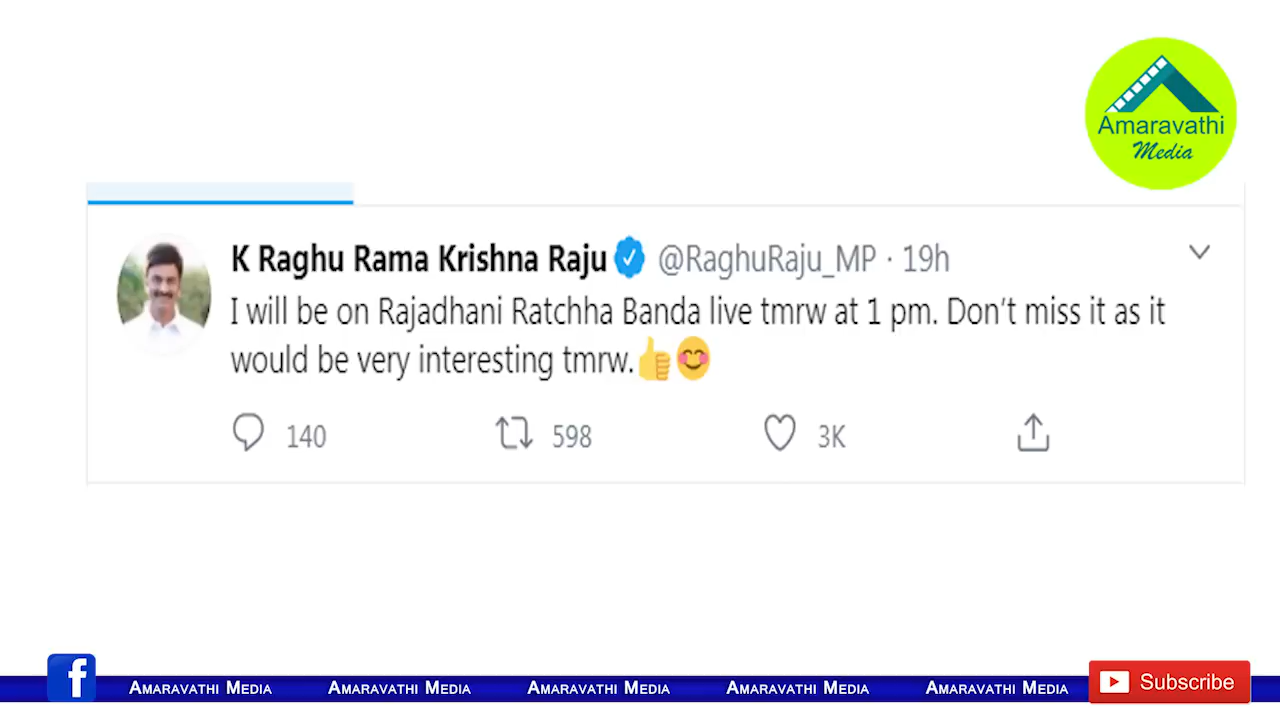 Amaravathi
Media
K Raghu Rama Krishna Raju @RaghuRaju_MP · 19h
I will be on Rajadhani Ratchha Banda live tmrw at 1 pm. Don't miss it as it
would be very interesting tmrw.👍😊
140 598 3K
f Amaravathi Media Amaravathi Media Amaravathi Media Amaravathi Media Amaravathi Media Subscribe